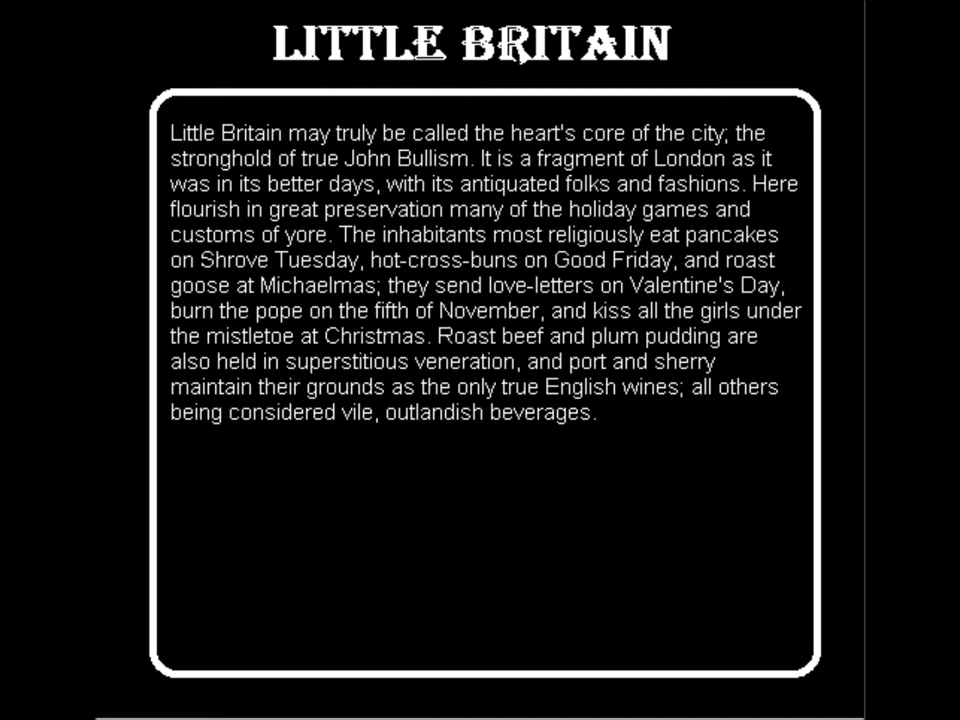 LITTLE BRITAIN
Little Britain may truly be called the heart's core of the city; the
stronghold of true John Bullism. It is a fragment of London as it
was in its better days, with its antiquated folks and fashions. Here
flourish in great preservation many of the holiday games and
customs of yore. The inhabitants most religiously eat pancakes
on Shrove Tuesday, hot-cross-buns on Good Friday, and roast
goose at Michaelmas; they send love-letters on Valentine's Day,
burn the pope on the fifth of November, and kiss all the girls under
the mistletoe at Christmas. Roast beef and plum pudding are
also held in superstitious veneration, and port and sherry
maintain their grounds as the only true English wines; all others
being considered vile, outlandish beverages.